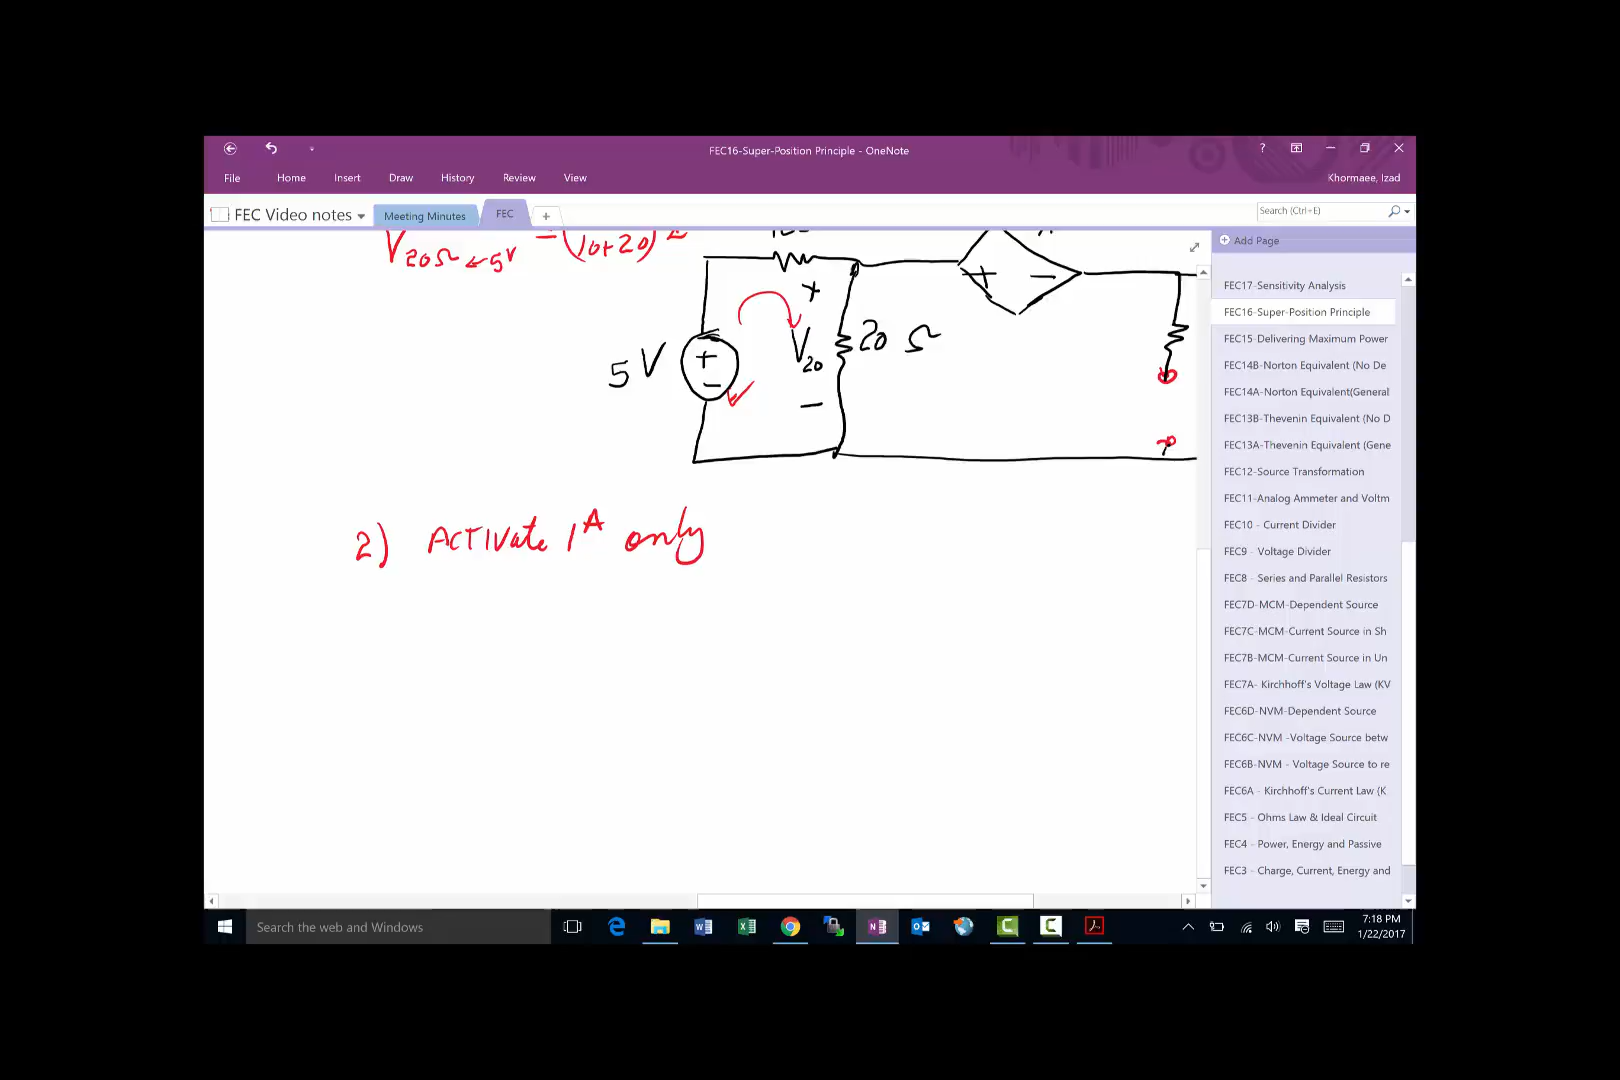 FEC16-Super-Position Principle - OneNote
File Home Insert Draw History Review View
Khormaee, Izad
FEC Video notes Meeting Minutes FEC
Search (Ctrl+E)
Add Page
V20Ω←5V = (10+20)
+
+ -
5 V
+
-
V20
20 Ω
-
2) ACTIVate 1A only
FEC17-Sensitivity Analysis
FEC16-Super-Position Principle
FEC15-Delivering Maximum Power
FEC14B-Norton Equivalent (No De
FEC14A-Norton Equivalent(General
FEC13B-Thevenin Equivalent (No D
FEC13A-Thevenin Equivalent (Gene
FEC12-Source Transformation
FEC11-Analog Ammeter and Voltm
FEC10 - Current Divider
FEC9 - Voltage Divider
FEC8 - Series and Parallel Resistors
FEC7D-MCM-Dependent Source
FEC7C-MCM-Current Source in Sh
FEC7B-MCM-Current Source in Un
FEC7A- Kirchhoff's Voltage Law (KV
FEC6D-NVM-Dependent Source
FEC6C-NVM -Voltage Source betw
FEC6B-NVM - Voltage Source to re
FEC6A - Kirchhoff's Current Law (K
FEC5 - Ohms Law & Ideal Circuit
FEC4 - Power, Energy and Passive
FEC3 - Charge, Current, Energy and
Search the web and Windows
7:18 PM
1/22/2017